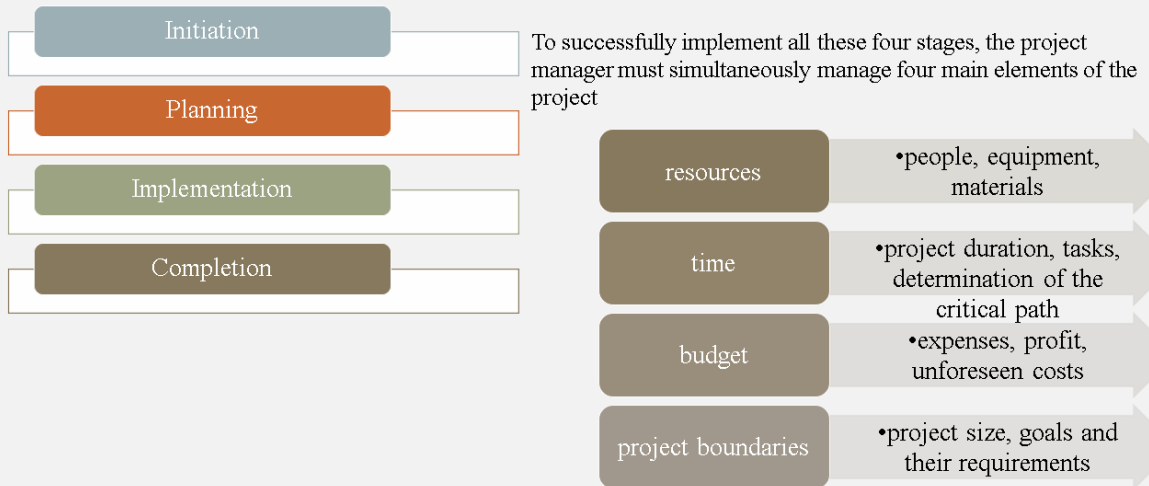 Initiation
Planning
Implementation
Completion
To successfully implement all these four stages, the project
manager must simultaneously manage four main elements of the
project
resources
•people, equipment,
materials
time
•project duration, tasks,
determination of the
critical path
budget
•expenses, profit,
unforeseen costs
project boundaries
•project size, goals and
their requirements